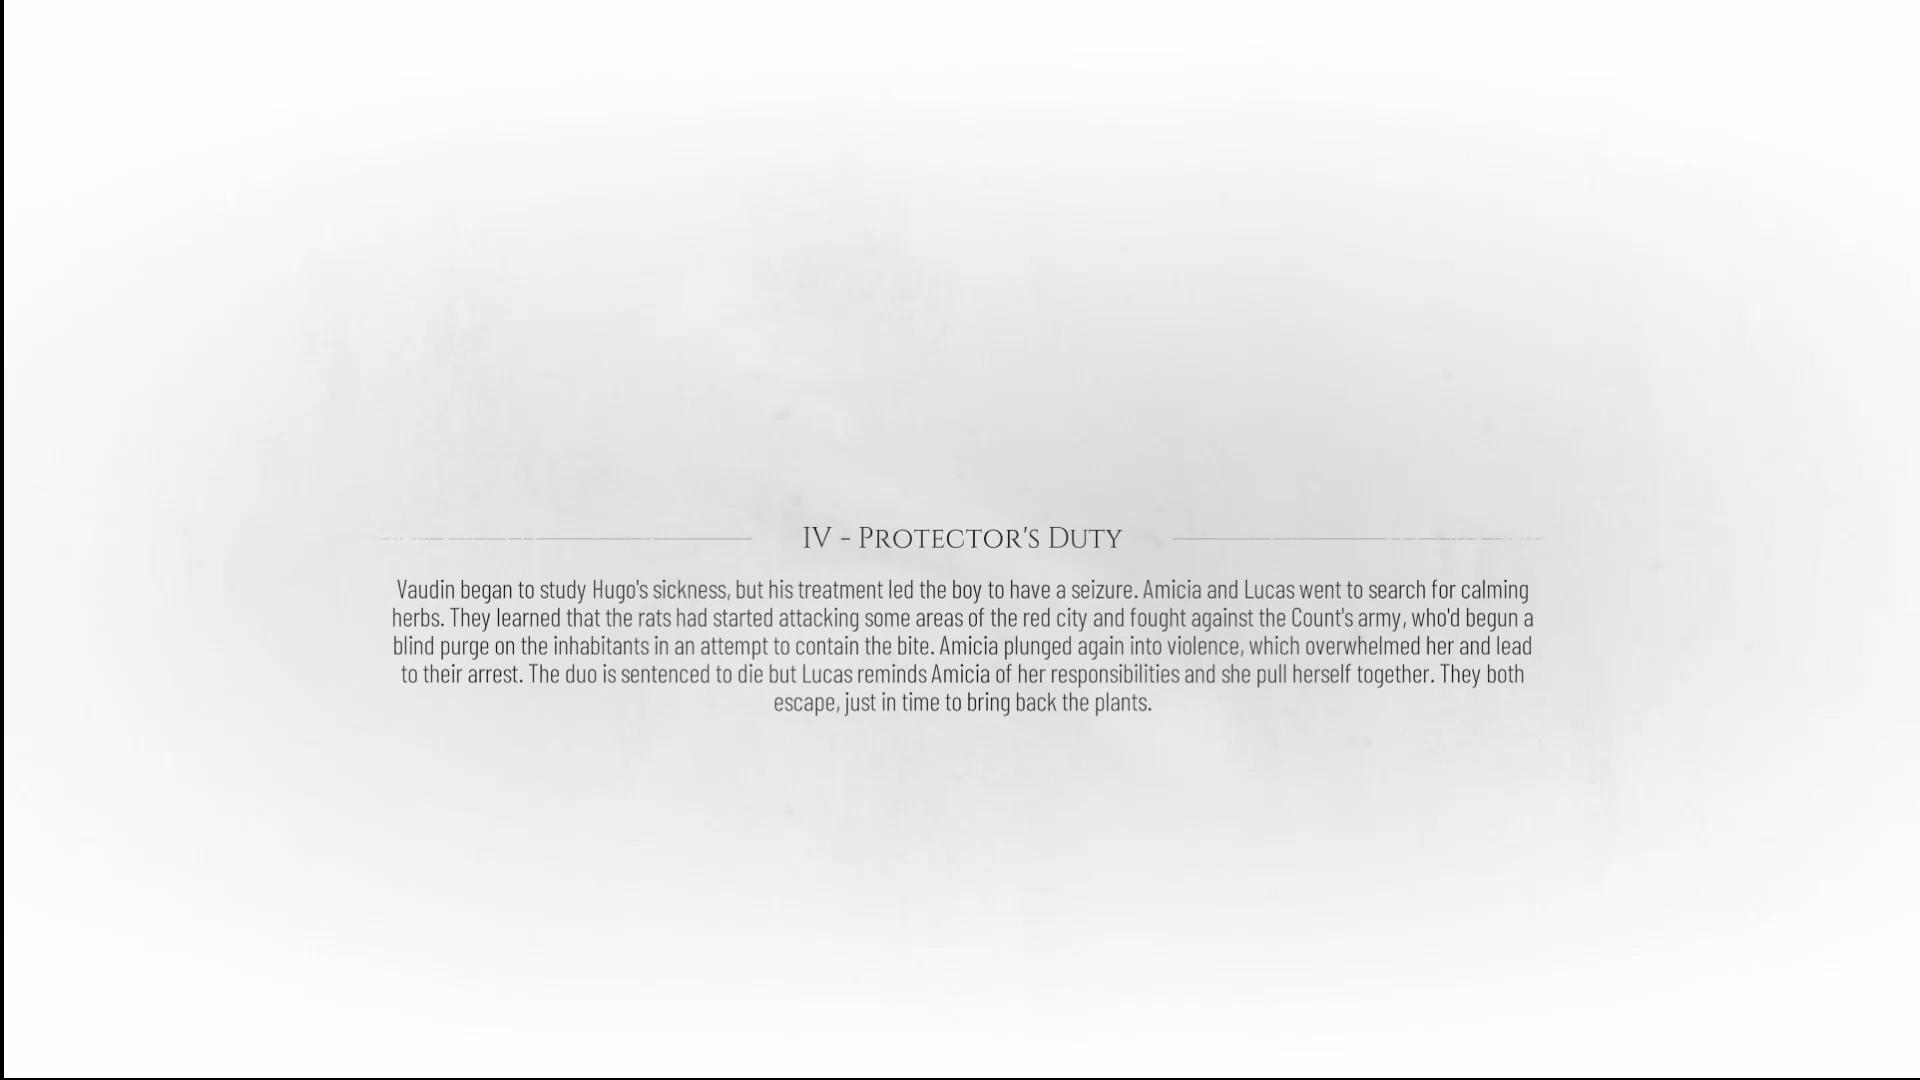 IV - Protector's Duty
Vaudin began to study Hugo's sickness, but his treatment led the boy to have a seizure. Amicia and Lucas went to search for calming
herbs. They learned that the rats had started attacking some areas of the red city and fought against the Count's army, who'd begun a
blind purge on the inhabitants in an attempt to contain the bite. Amicia plunged again into violence, which overwhelmed her and lead
to their arrest. The duo is sentenced to die but Lucas reminds Amicia of her responsibilities and she pull herself together. They both
escape, just in time to bring back the plants.